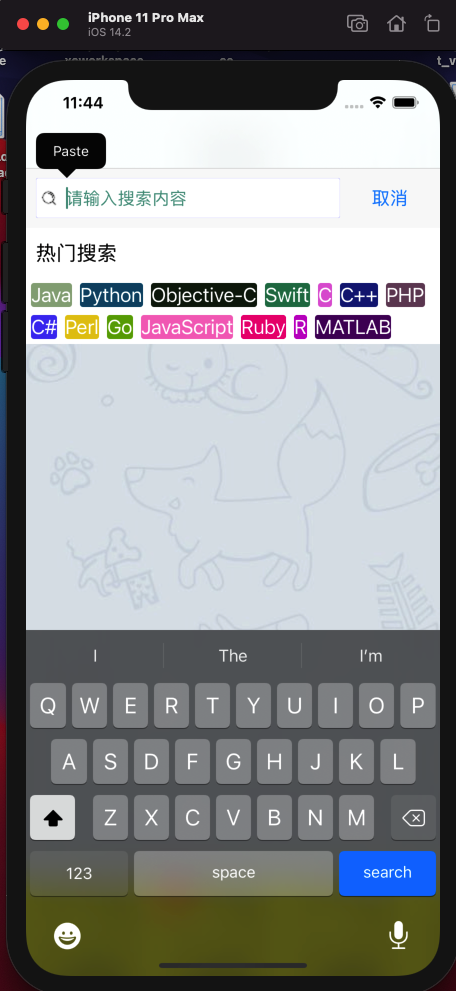 iPhone 11 Pro Max
iOS 14.2
11:44
Paste
请输入搜索内容 取消
热门搜索
Java Python Objective-C Swift C C++ PHP
C# Perl Go JavaScript Ruby R MATLAB
I The I'm
Q W E R T Y U I O P
A S D F G H J K L
Z X C V B N M
123 space search